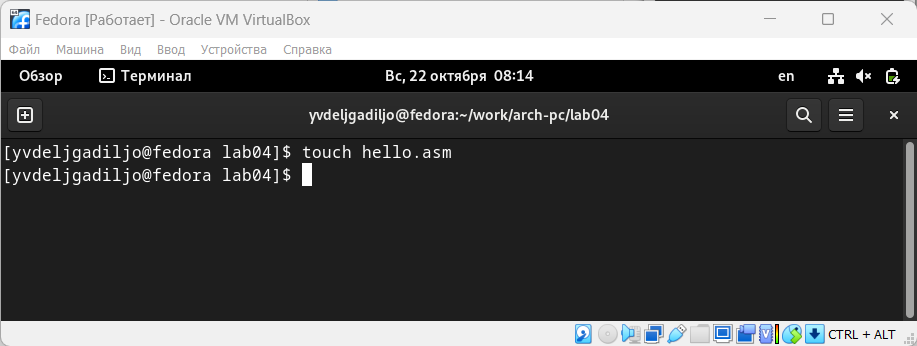 Fedora [Работает] - Oracle VM VirtualBox
Файл Машина Вид Ввод Устройства Справка
Обзор Терминал Вс, 22 октября 08:14 en
yvdeljgadiljo@fedora:~/work/arch-pc/lab04
[yvdeljgadiljo@fedora lab04]$ touch hello.asm
[yvdeljgadiljo@fedora lab04]$
CTRL + ALT